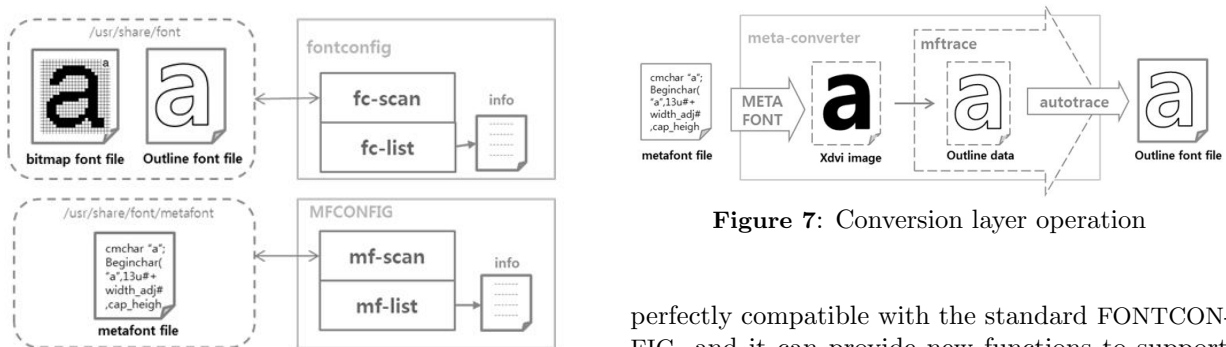 /usr/share/font
a
bitmap font file
Outline font file
fontconfig
fc-scan
fc-list
info
/usr/share/font/metafont
cmchar "a";
Beginchar(
"a",13u#+
width_adj#
,cap_heigh
metafont file
MFCONFIG
mf-scan
mf-list
info
cmchar "a";
Beginchar(
"a",13u#+
width_adj#
,cap_heigh
metafont file
meta-converter
META
FONT
a
Xdvi image
mftrace
a
Outline data
autotrace
a
Outline font file
Figure 7: Conversion layer operation
perfectly compatible with the standard FONTCON-
FIG, and it can provide new functions to support